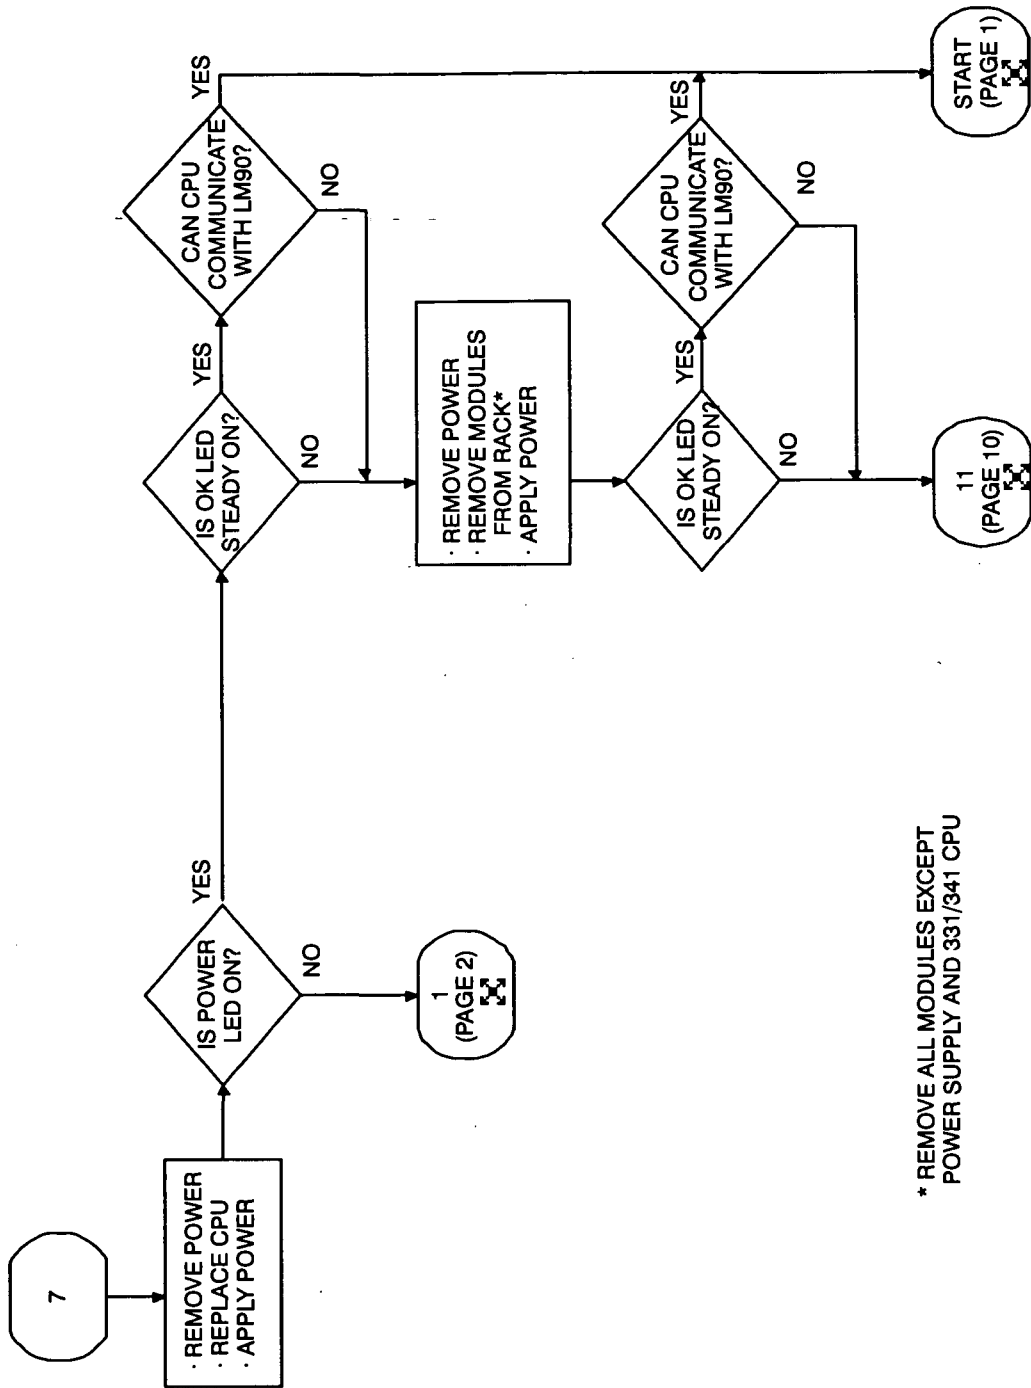 7
· REMOVE POWER
· REPLACE CPU
· APPLY POWER
IS POWER
LED ON?
YES
NO
1
(PAGE 2)
IS OK LED
STEADY ON?
YES
NO
CAN CPU
COMMUNICATE
WITH LM90?
YES
NO
· REMOVE POWER
· REMOVE MODULES
FROM RACK*
· APPLY POWER
IS OK LED
STEADY ON?
YES
NO
CAN CPU
COMMUNICATE
WITH LM90?
YES
NO
11
(PAGE 10)
START
(PAGE 1)
* REMOVE ALL MODULES EXCEPT
POWER SUPPLY AND 331/341 CPU